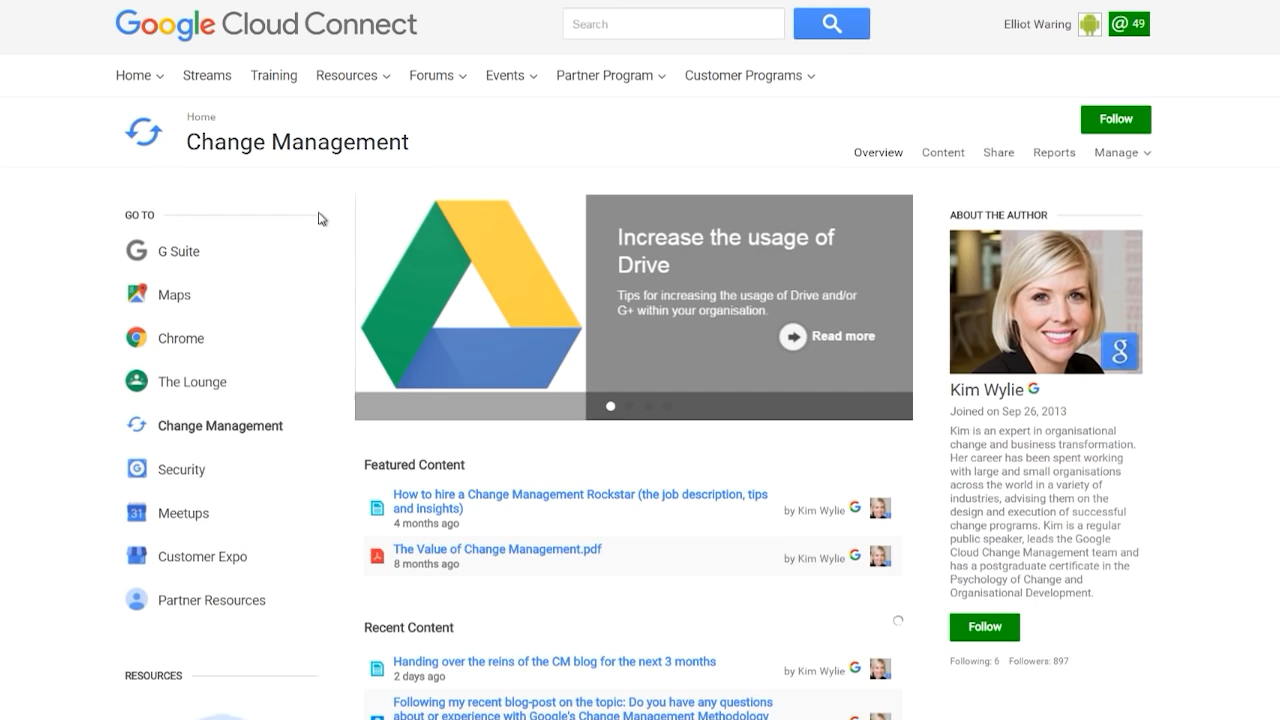 Google Cloud Connect
Search
Elliot Waring
@ 49
Home
Streams
Training
Resources
Forums
Events
Partner Program
Customer Programs
Home
Change Management
Follow
Overview
Content
Share
Reports
Manage
GO TO
G Suite
Maps
Chrome
The Lounge
Change Management
Security
31
Meetups
Customer Expo
Partner Resources
RESOURCES
Increase the usage of
Drive
Tips for increasing the usage of Drive and/or
G+ within your organisation.
Read more
Featured Content
How to hire a Change Management Rockstar (the job description, tips
and insights)
4 months ago
by Kim Wylie
The Value of Change Management.pdf
8 months ago
by Kim Wylie
Recent Content
Handing over the reins of the CM blog for the next 3 months
2 days ago
by Kim Wylie
Following my recent blog-post on the topic: Do you have any questions
about or experience with Google's Change Management Methodology
ABOUT THE AUTHOR
g
Kim Wylie
Joined on Sep 26, 2013
Kim is an expert in organisational
change and business transformation.
Her career has been spent working
with large and small organisations
across the world in a variety of
industries, advising them on the
design and execution of successful
change programs. Kim is a regular
public speaker, leads the Google
Cloud Change Management team and
has a postgraduate certificate in the
Psychology of Change and
Organisational Development.
Follow
Following: 6 Followers: 897